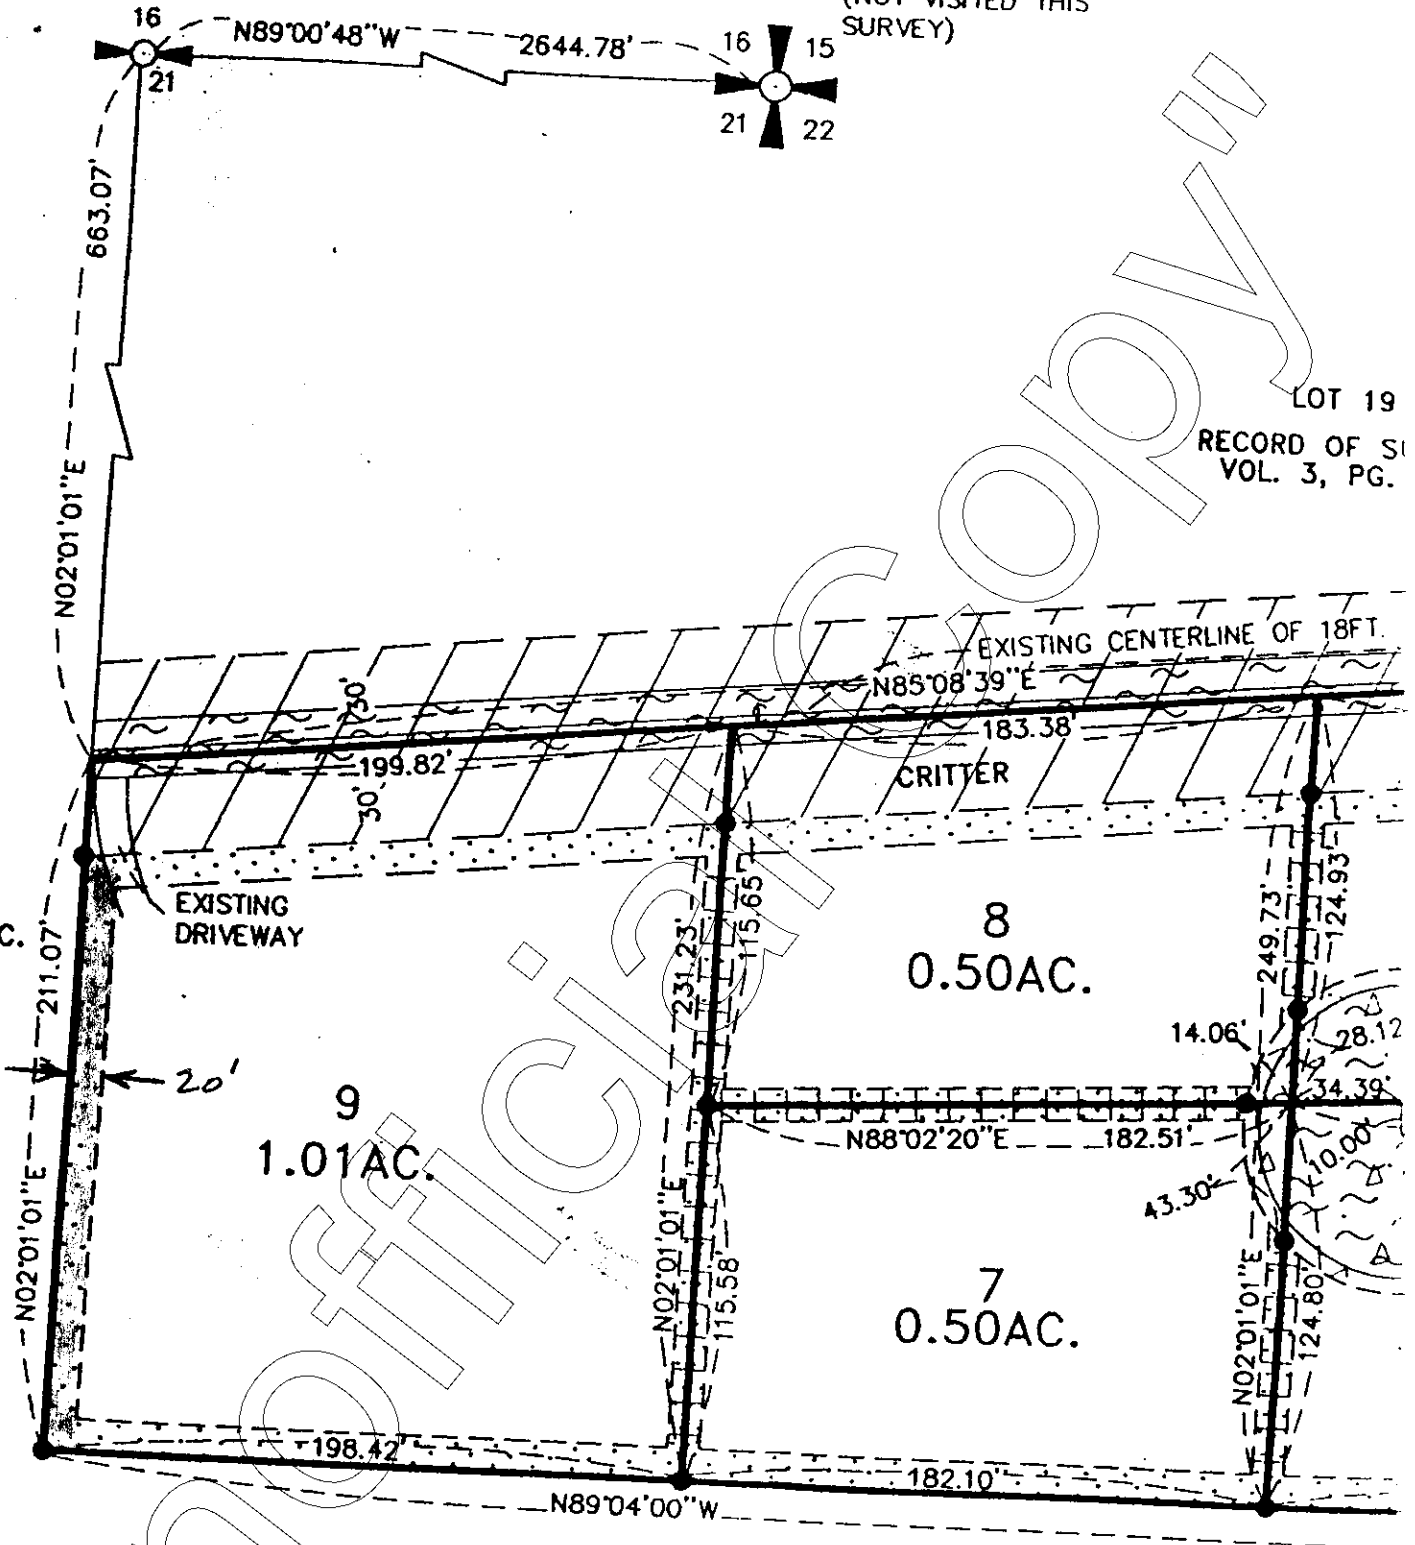 (NOT VISITED THIS
SURVEY)
16
21
N89°00'48"W
2644.78'
16 15
21 22
663.07'
N02°01'01"E
LOT 19
RECORD OF
VOL. 3, PG.
EXISTING CENTERLINE OF 18FT.
N85°08'39"E
30'
199.82'
183.38'
30'
CRITTER
EXISTING
DRIVEWAY
C.
211.07'
231.23'
115.65'
8
0.50AC.
249.73'
124.93'
14.06'
28.12
34.39'
20'
9
1.01AC.
N88°02'20"E
182.51'
10.00'
43.30'
N02°01'01"E
N02°01'01"E
115.58'
7
0.50AC.
N02°01'01"E
124.80'
198.42'
182.10'
N89°04'00"W
nofficial Copy"